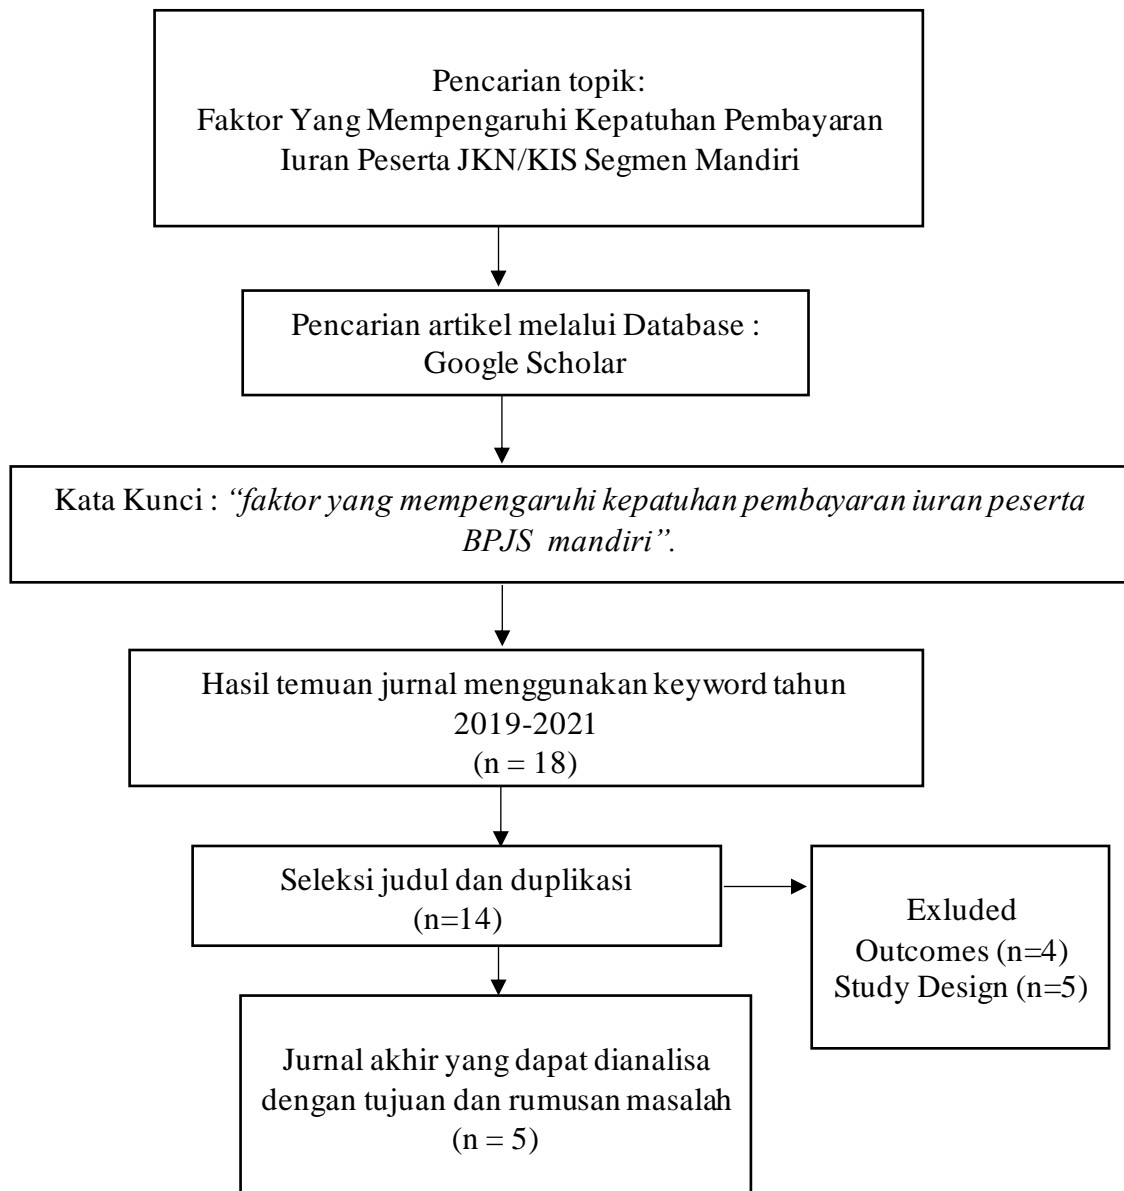 Pencarian topik:
Faktor Yang Mempengaruhi Kepatuhan Pembayaran
Iuran Peserta JKN/KIS Segmen Mandiri
Pencarian artikel melalui Database :
Google Scholar
Kata Kunci : “faktor yang mempengaruhi kepatuhan pembayaran iuran peserta
BPJS mandiri”.
Hasil temuan jurnal menggunakan keyword tahun
2019-2021
(n = 18)
Seleksi judul dan duplikasi
(n=14)
Exluded
Outcomes (n=4)
Study Design (n=5)
Jurnal akhir yang dapat dianalisa
dengan tujuan dan rumusan masalah
(n = 5)